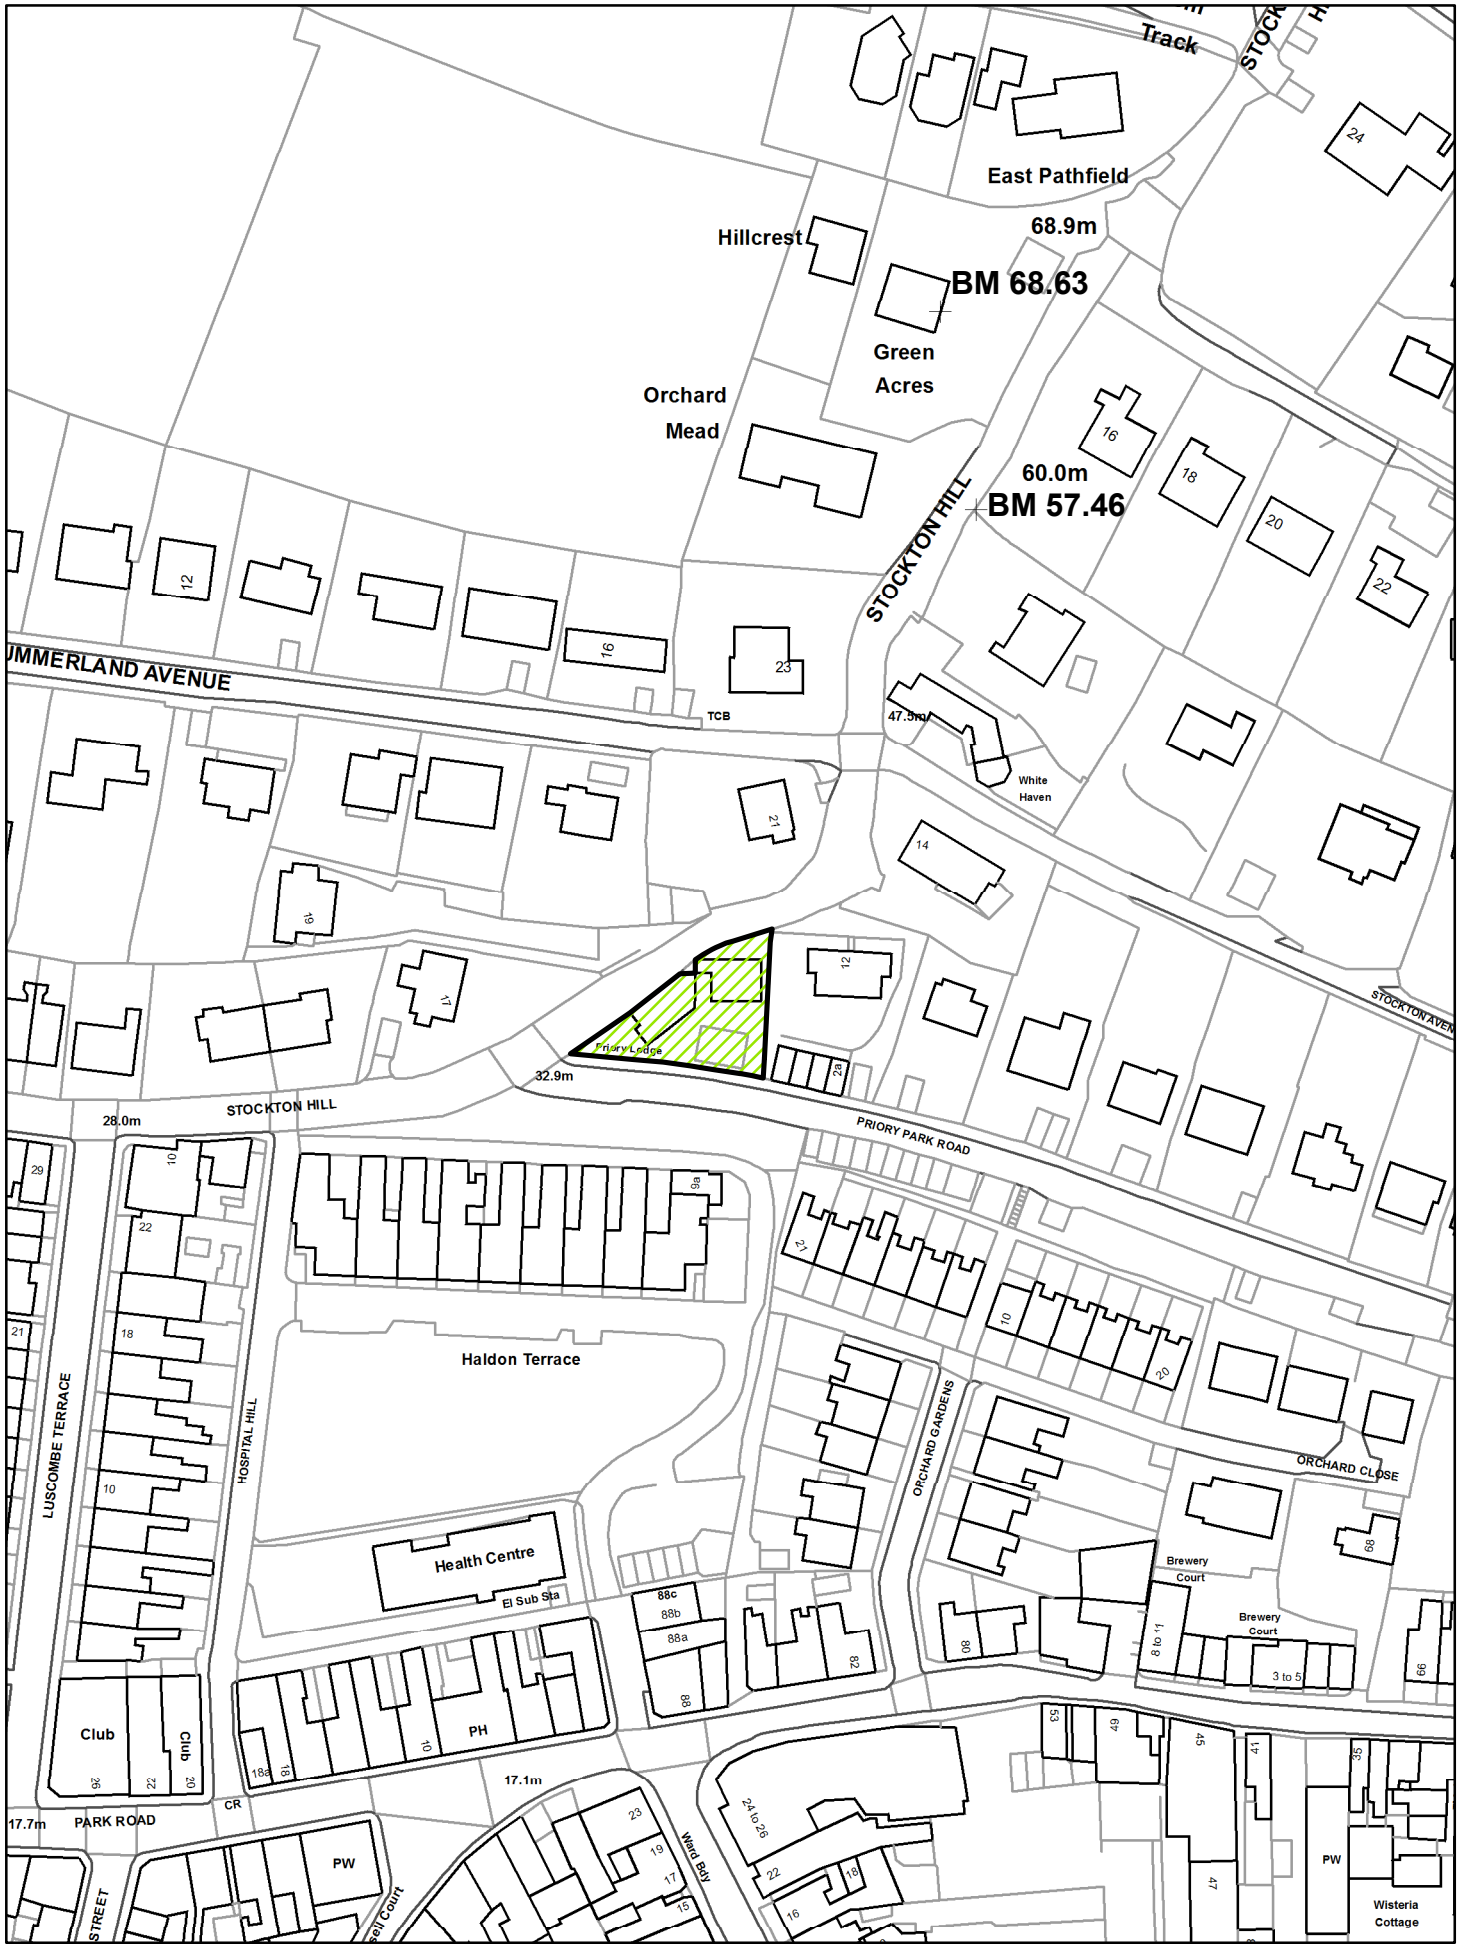 Track
STOCK
24
East Pathfield
68.9m
Hillcrest
BM 68.63
Green
Acres
Orchard
Mead
16
60.0m
18
BM 57.46
20
STOCKTON HILL
22
12
16
23
UMMERLAND AVENUE
TCB
47.5m
White
Haven
21
14
19
12
17
STOCKTON AVEN
Priory Lodge
2a
32.9m
STOCKTON HILL
28.0m
PRIORY PARK ROAD
29
10
9a
22
21
21
18
10
20
Haldon Terrace
LUSCOMBE TERRACE
HOSPITAL HILL
ORCHARD GARDENS
ORCHARD CLOSE
10
68
Health Centre
Brewery
Court
El Sub Sta
88c
88b
88a
88
82
80
8 to 11
Brewery
Court
3 to 5
66
Club
Club
26
22
20
18a
18
10
PH
53
49
45
41
35
17.1m
CR
17.7m
PARK ROAD
24 to 26
23
19
17
15
Ward Bdy
22
18
16
PW
PW
47
STREET
sell Court
Wisteria
Cottage